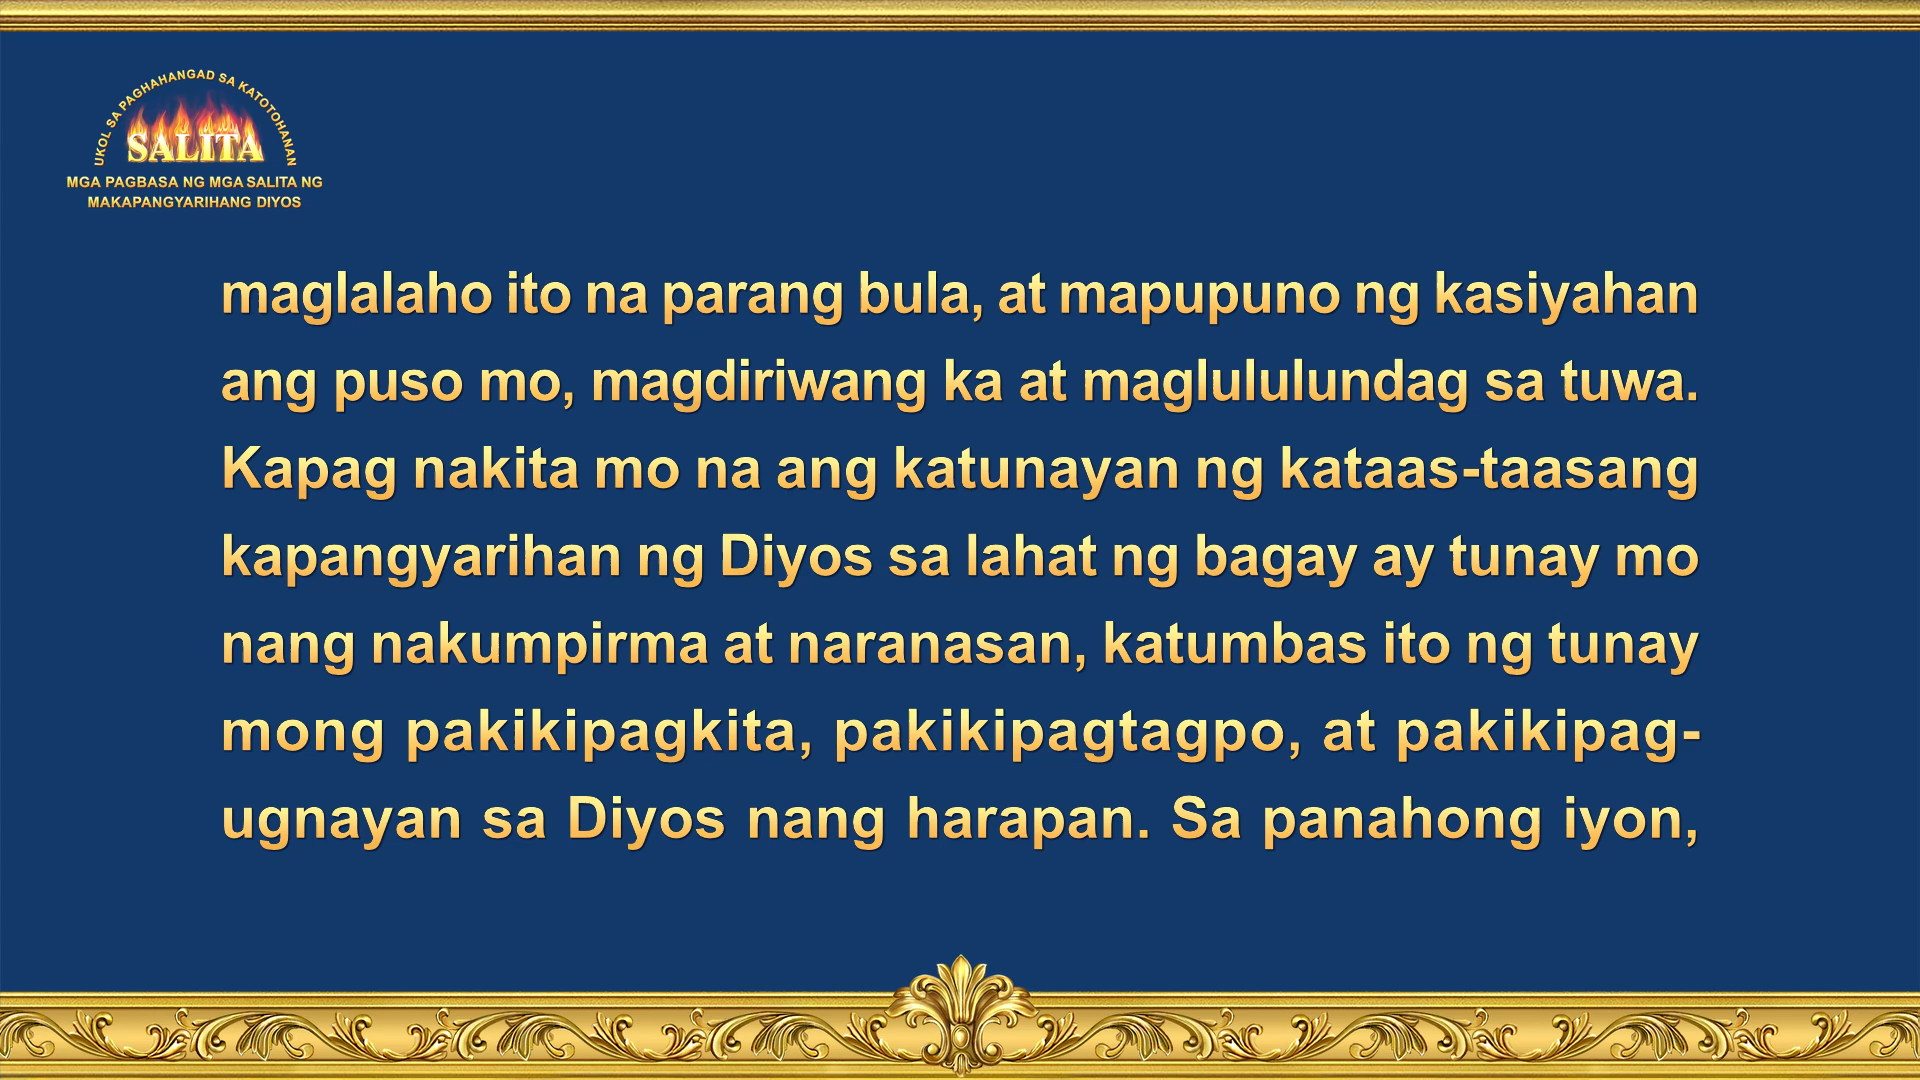 UKOL SA PAGHAHANGAD SA KATOTOHANAN
SALITA
MGA PAGBASA NG MGA SALITA NG
MAKAPANGYARIHANG DIYOS
maglalaho ito na parang bula, at mapupuno ng kasiyahan
ang puso mo, magdiriwang ka at maglululundag sa tuwa.
Kapag nakita mo na ang katunayan ng kataas-taasang
kapangyarihan ng Diyos sa lahat ng bagay ay tunay mo
nang nakumpirma at naranasan, katumbas ito ng tunay
mong pakikipagkita, pakikipagtagpo, at pakikipag-
ugnayan sa Diyos nang harapan. Sa panahong iyon,